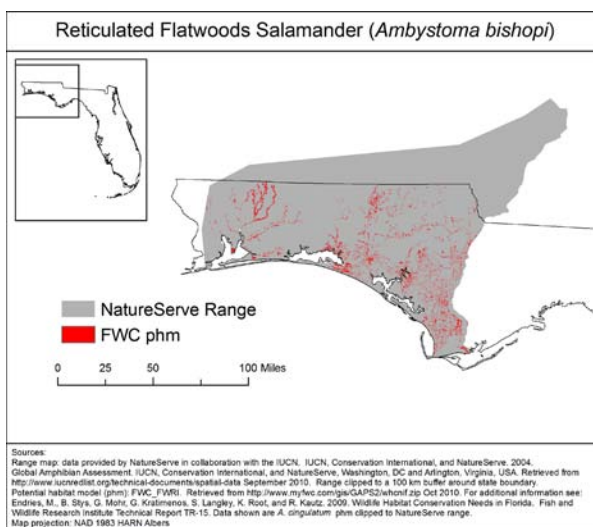 Reticulated Flatwoods Salamander (Ambystoma bishopi)
NatureServe Range
FWC phm
0 25 50 100 Miles
Sources:
Range map: data provided by NatureServe in collaboration with the IUCN. IUCN, Conservation International, and NatureServe. 2004.
Global Amphibian Assessment. IUCN, Conservation International, and NatureServe, Washington, DC and Arlington, Virginia, USA. Retrieved from
http://www.iucnredlist.org/technical-documents/spatial-data September 2010. Range clipped to a 100 km buffer around state boundary.
Potential habitat model (phm): FWC_FWRI. Retrieved from http://www.myfwc.com/gis/GAPS2/whcnif.zip Oct 2010. For additional information see:
Endries, M., B. Stys, G. Mohr, G. Kratimenos, S. Langley, K. Root, and R. Kautz. 2009. Wildlife Habitat Conservation Needs in Florida. Fish and
Wildlife Research Institute Technical Report TR-15. Data shown are A. cingulatum phm clipped to NatureServe range.
Map projection: NAD 1983 HARN Albers